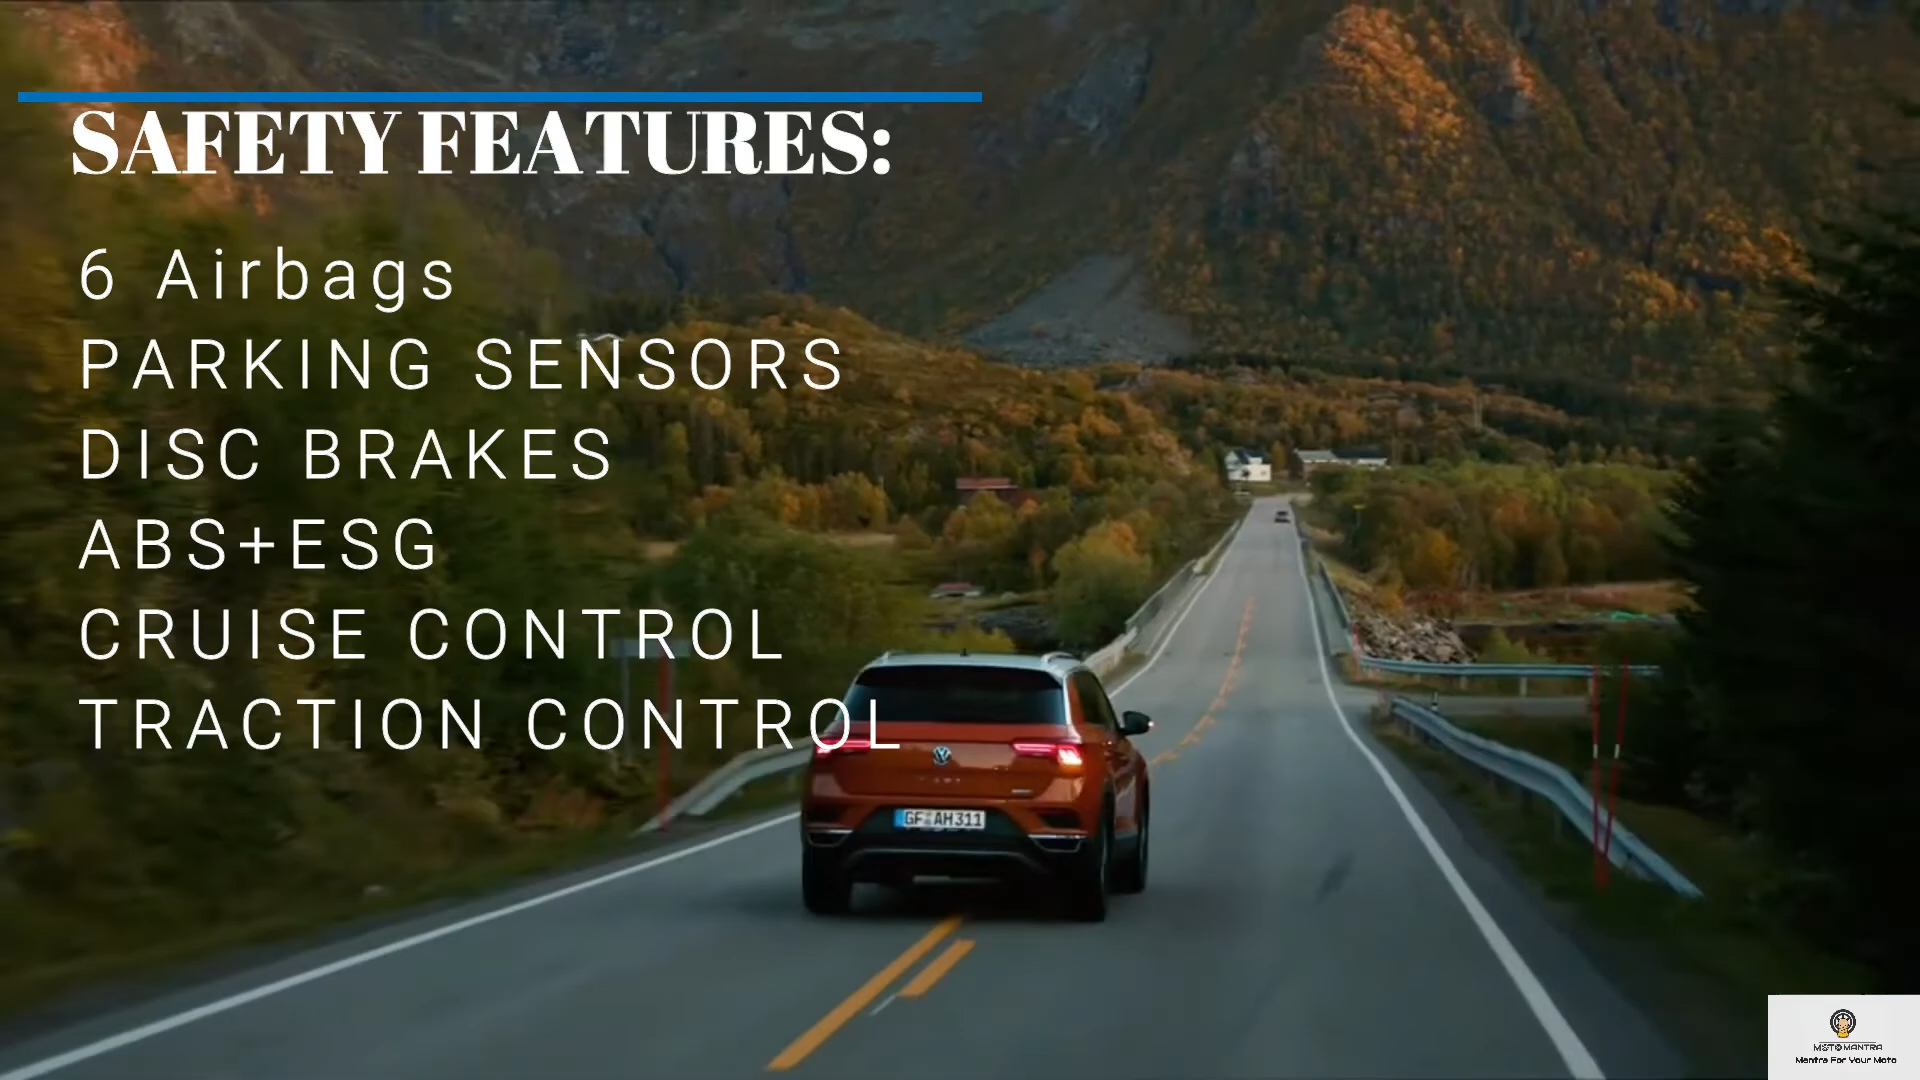 SAFETY FEATURES:
6 Airbags
PARKING SENSORS
DISC BRAKES
ABS+ESG
CRUISE CONTROL
TRACTION CONTROL
GF AH311
MOTO MANTRA
Mantra For Your Moto